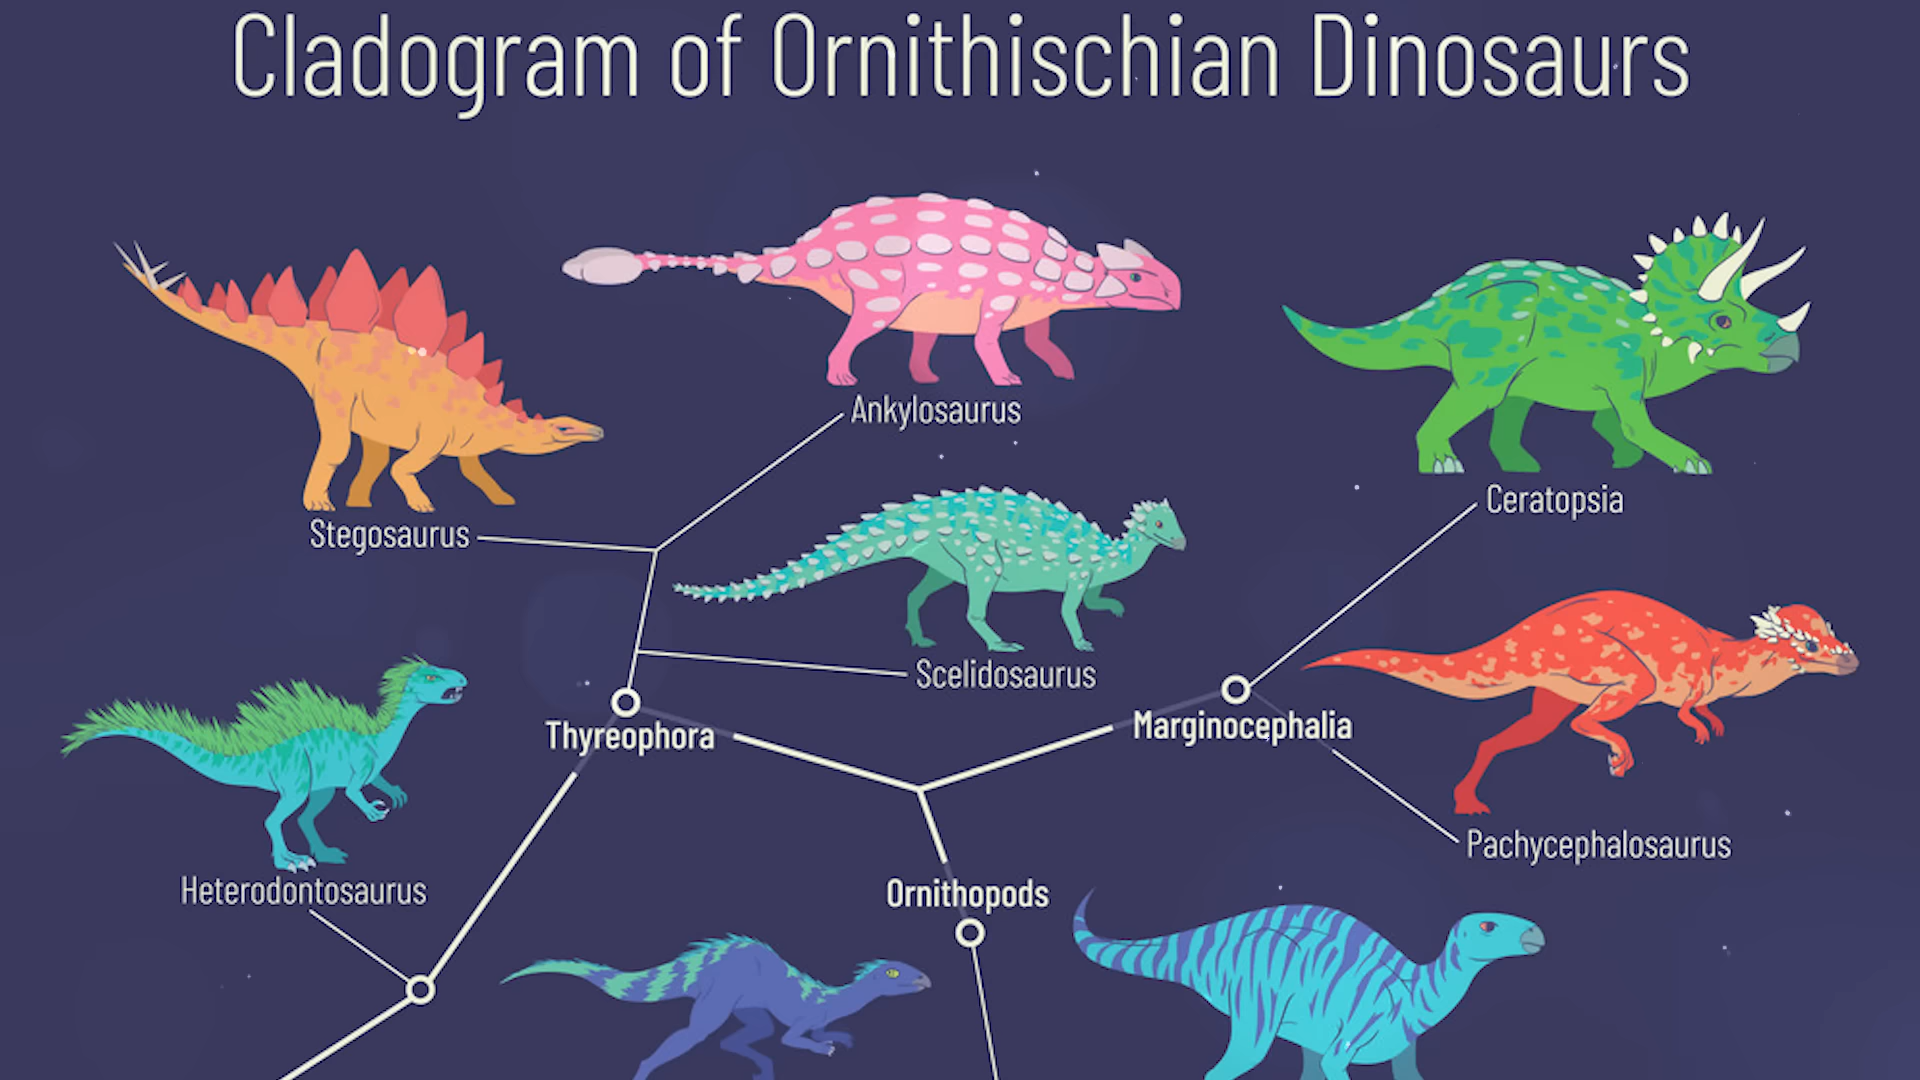 Cladogram of Ornithischian Dinosaurs
Ankylosaurus
Ceratopsia
Stegosaurus
Scelidosaurus
Marginocephalia
Thyreophora
Pachycephalosaurus
Heterodontosaurus
Ornithopods